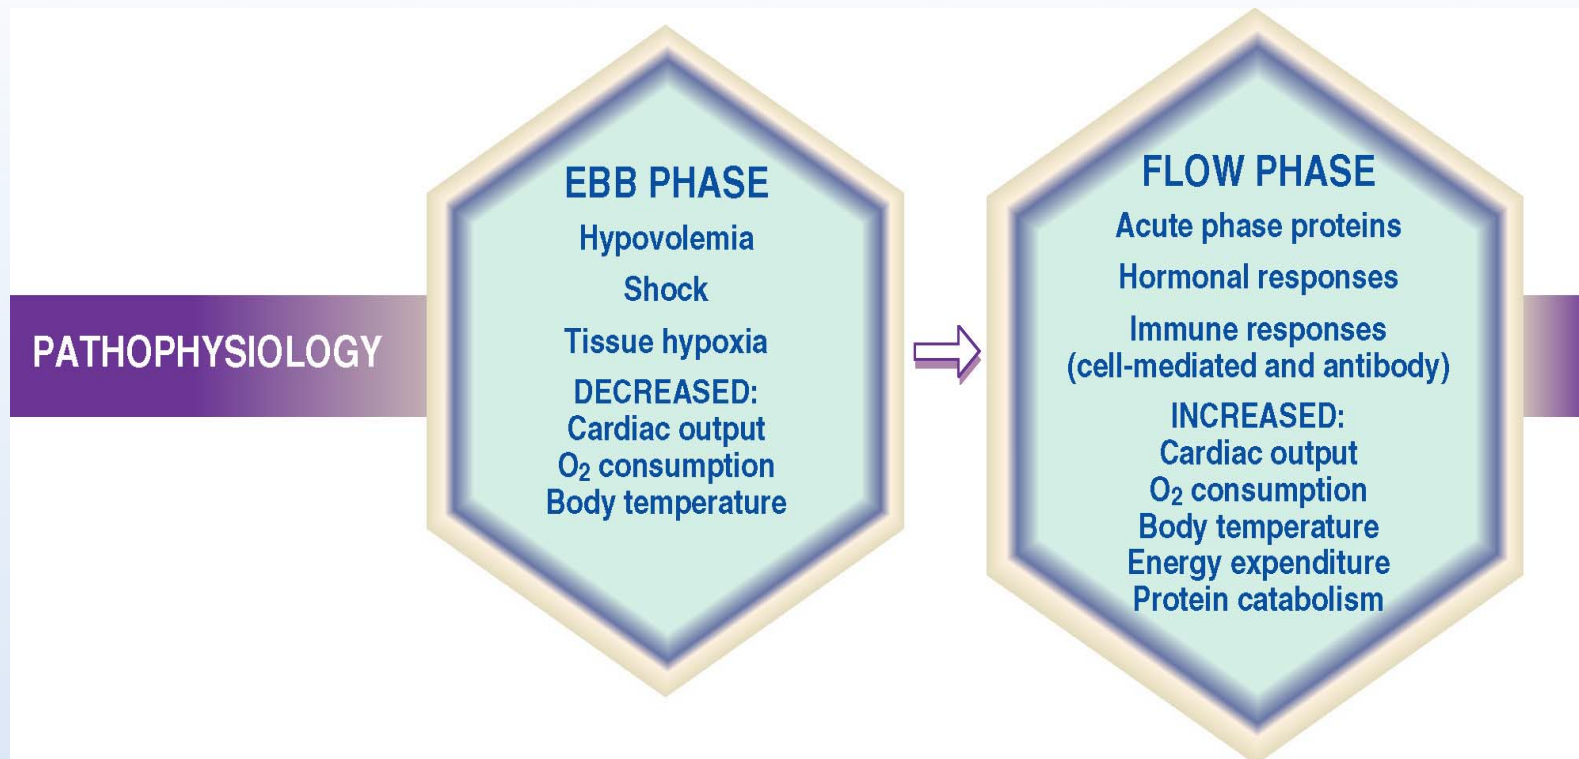 PATHOPHYSIOLOGY
EBB PHASE
Hypovolemia
Shock
Tissue hypoxia
DECREASED:
Cardiac output
O₂ consumption
Body temperature
FLOW PHASE
Acute phase proteins
Hormonal responses
Immune responses
(cell-mediated and antibody)
INCREASED:
Cardiac output
O₂ consumption
Body temperature
Energy expenditure
Protein catabolism